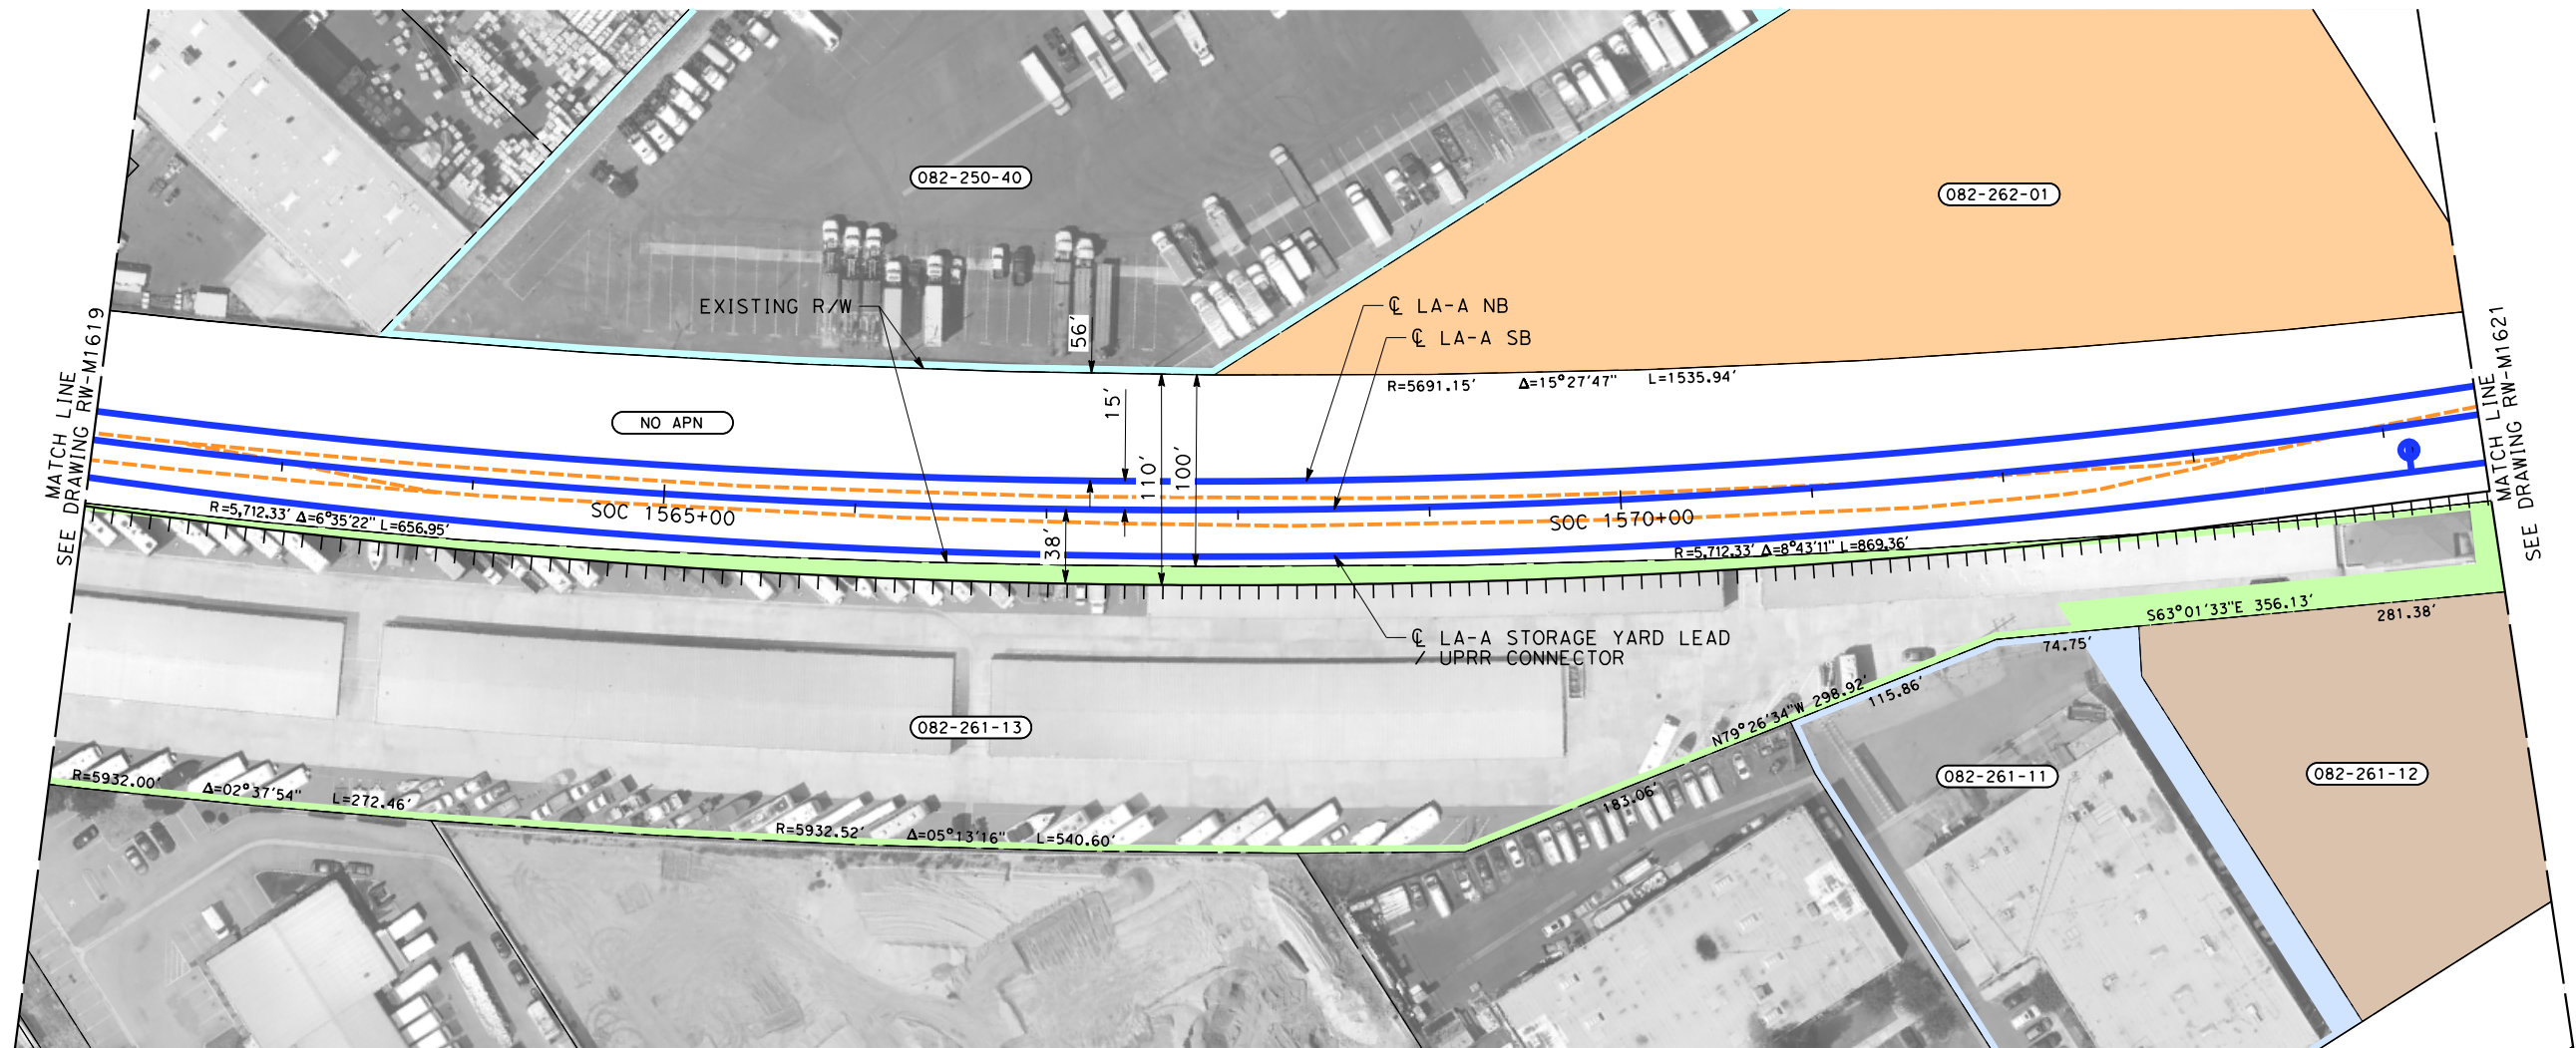 082-250-40
082-262-01
EXISTING R/W
℄ LA-A NB
℄ LA-A SB
56'
15'
110'
100'
38'
R=5691.15' Δ=15°27'47" L=1535.94'
NO APN
MATCH LINE
SEE DRAWING RW-M1619
MATCH LINE
SEE DRAWING RW-M1621
R=5,712.33' Δ=6°35'22" L=656.95'
SOC 1565+00
SOC 1570+00
R=5,712.33' Δ=8°43'11" L=869.36'
S63°01'33"E 356.13'
281.38'
℄ LA-A STORAGE YARD LEAD
/ UPRR CONNECTOR
74.75'
N79°26'34"W 298.92'
115.86'
183.06'
082-261-13
082-261-11
082-261-12
R=5932.00' Δ=02°37'54" L=272.46'
R=5932.52' Δ=05°13'16" L=540.60'